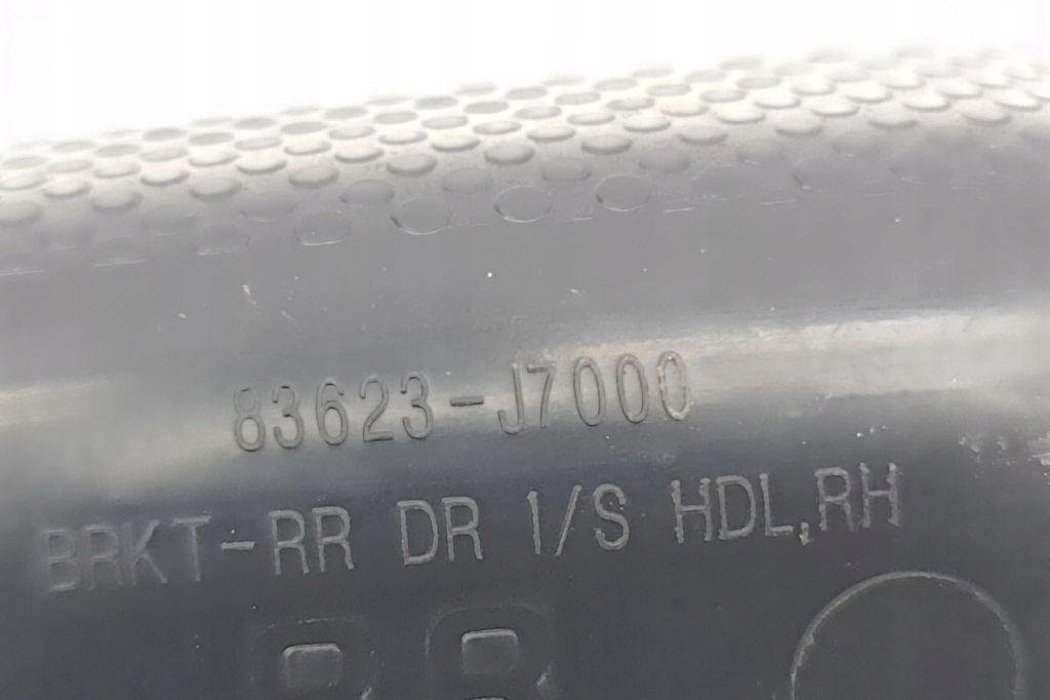 83623-J7000
BRKT-RR DR I/S HDL,RH